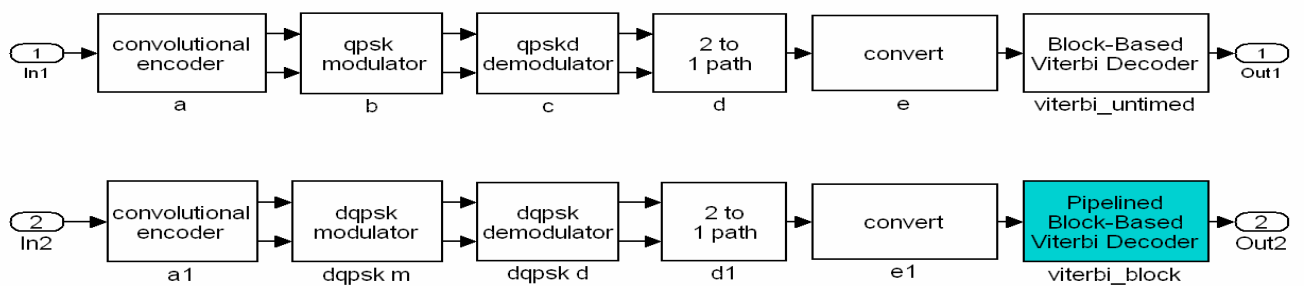 1
In1
convolutional
encoder
a
qpsk
modulator
b
qpskd
demodulator
c
2 to
1 path
d
convert
e
Block-Based
Viterbi Decoder
viterbi_untimed
1
Out1
2
In2
convolutional
encoder
a1
dqpsk
modulator
dqpsk m
dqpsk
demodulator
dqpsk d
2 to
1 path
d1
convert
e1
Pipelined
Block-Based
Viterbi Decoder
viterbi_block
2
Out2